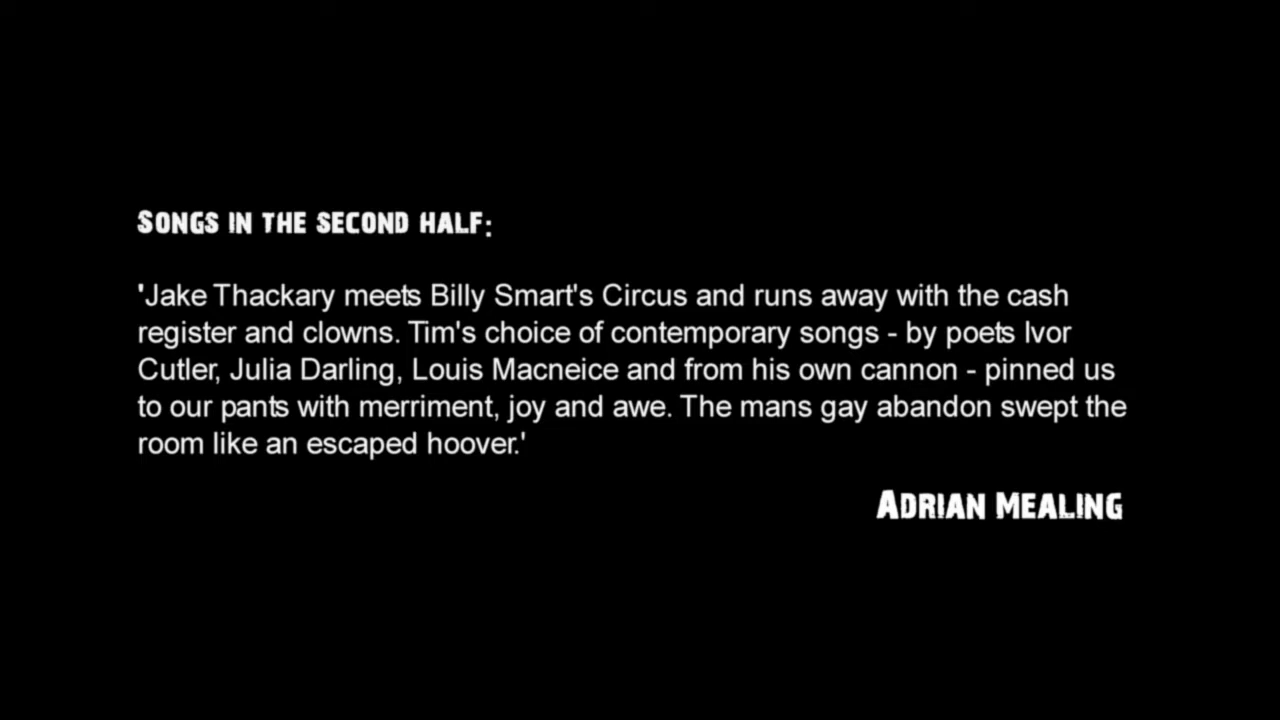 Songs in the second half:
'Jake Thackary meets Billy Smart's Circus and runs away with the cash
register and clowns. Tim's choice of contemporary songs - by poets Ivor
Cutler, Julia Darling, Louis Macneice and from his own cannon - pinned us
to our pants with merriment, joy and awe. The mans gay abandon swept the
room like an escaped hoover.'
Adrian Mealing